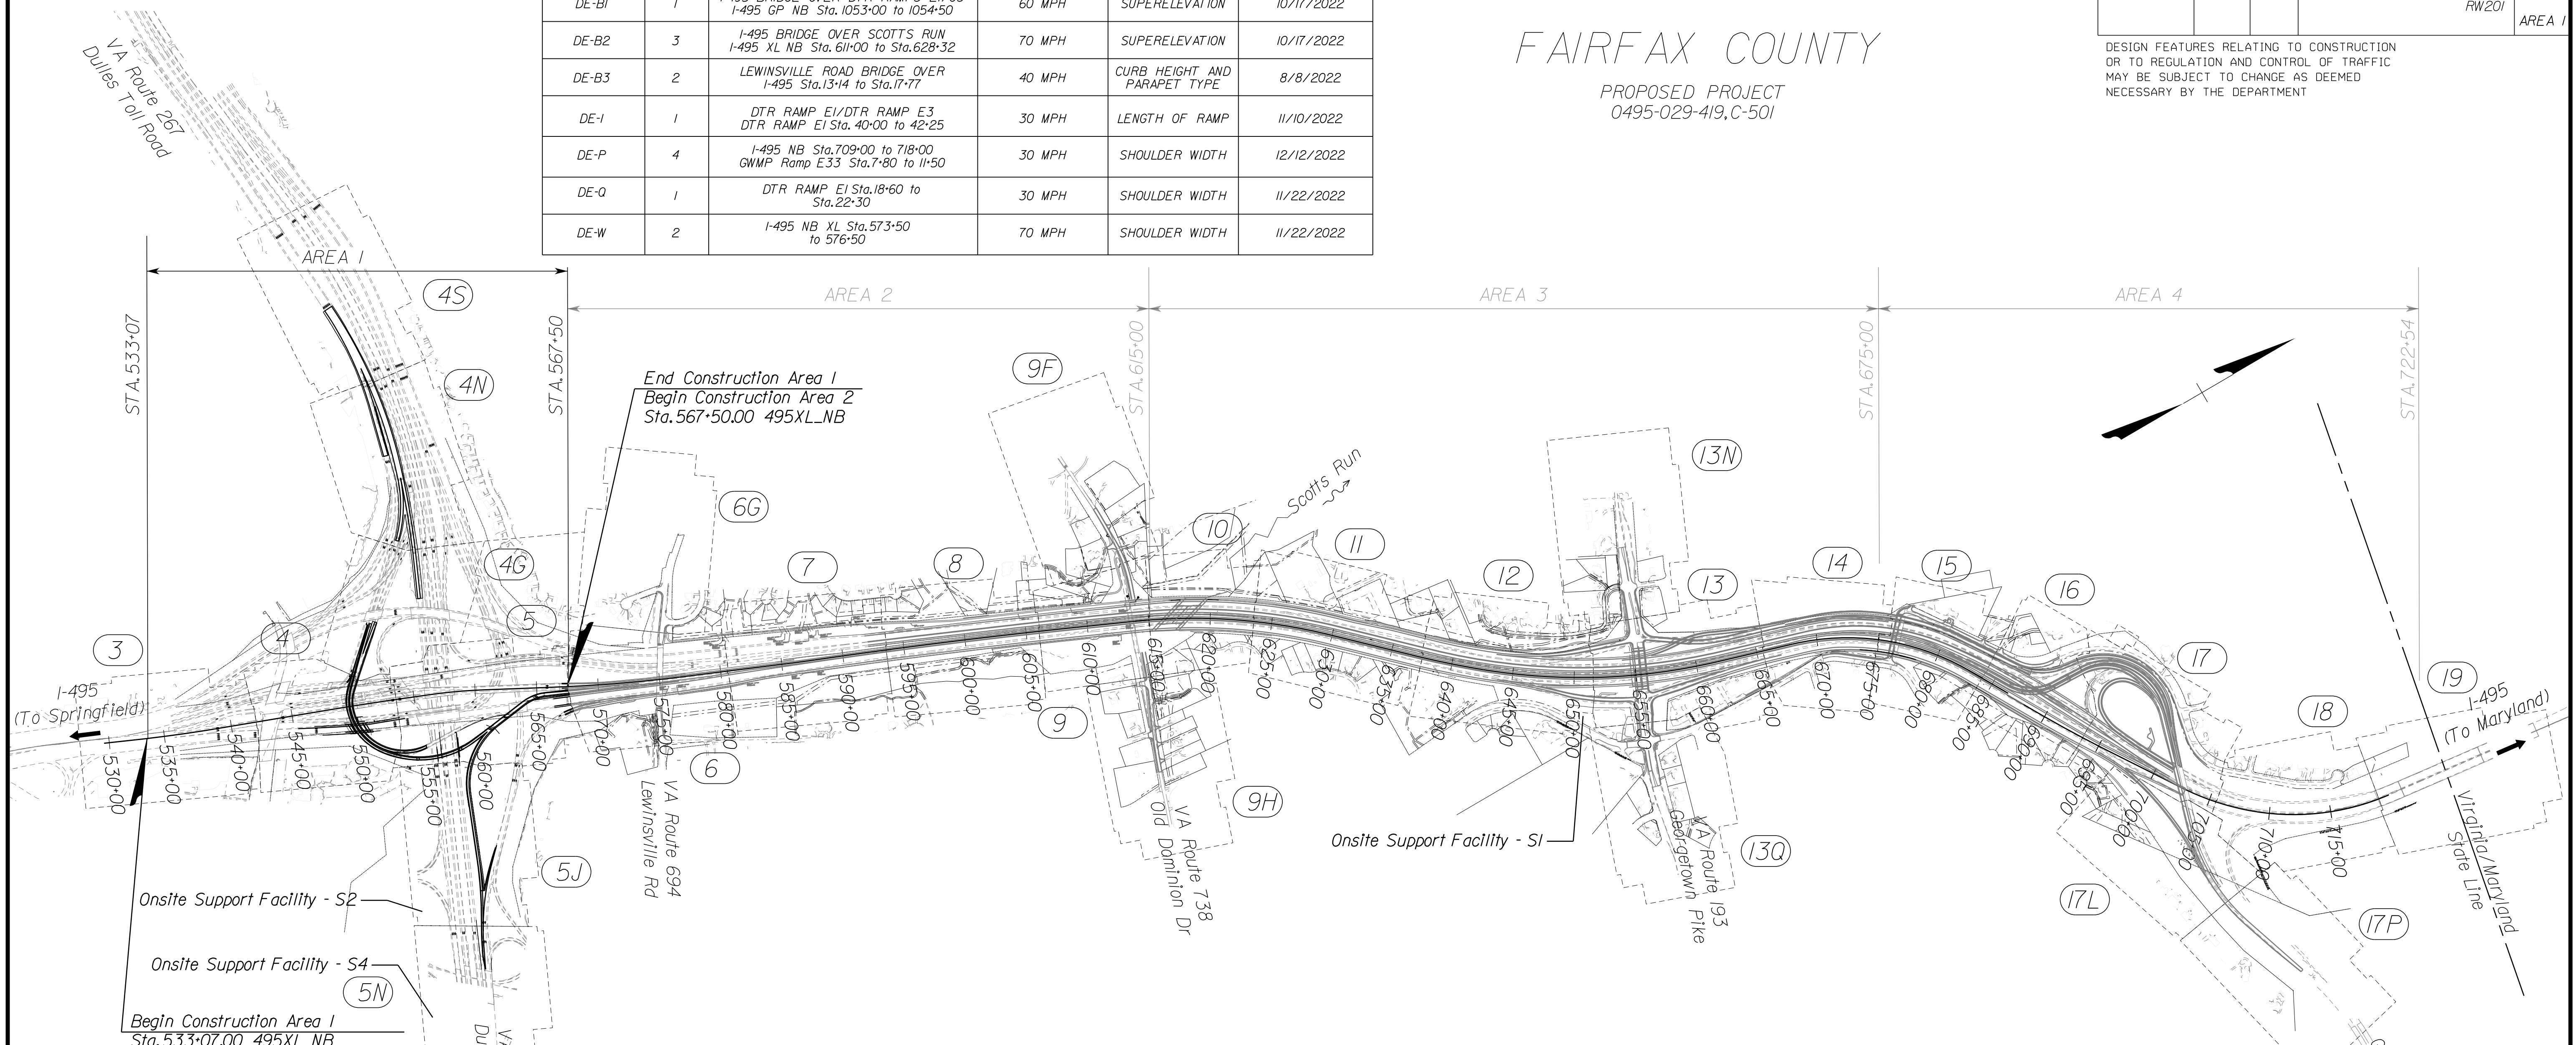 DE-B1 1 I-495 GP NB Sta. 1053+00 to 1054+50 60 MPH SUPERELEVATION 10/17/2022
DE-B2 3 I-495 BRIDGE OVER SCOTTS RUN
I-495 XL NB Sta. 611+00 to Sta.628+32 70 MPH SUPERELEVATION 10/17/2022
DE-B3 2 LEWINSVILLE ROAD BRIDGE OVER
I-495 Sta.13+14 to Sta.17+77 40 MPH CURB HEIGHT AND
PARAPET TYPE 8/8/2022
DE-I 1 DTR RAMP E1/DTR RAMP E3
DTR RAMP E1 Sta. 40+00 to 42+25 30 MPH LENGTH OF RAMP 11/10/2022
DE-P 4 I-495 NB Sta.709+00 to 718+00
GWMP Ramp E33 Sta.7+80 to 11+50 30 MPH SHOULDER WIDTH 12/12/2022
DE-Q 1 DTR RAMP E1 Sta.18+60 to
Sta.22+30 30 MPH SHOULDER WIDTH 11/22/2022
DE-W 2 I-495 NB XL Sta.573+50
to 576+50 70 MPH SHOULDER WIDTH 11/22/2022
FAIRFAX COUNTY
PROPOSED PROJECT
0495-029-419, C-501
RW201
AREA 1
DESIGN FEATURES RELATING TO CONSTRUCTION
OR TO REGULATION AND CONTROL OF TRAFFIC
MAY BE SUBJECT TO CHANGE AS DEEMED
NECESSARY BY THE DEPARTMENT
VA Route 267
Dulles Toll Road
AREA 1
AREA 2
AREA 3
AREA 4
STA.533+07
STA.567+50
STA.615+00
STA.675+00
STA.722+54
End Construction Area 1
Begin Construction Area 2
Sta.567+50.00 495XL_NB
4S
4N
4G
9F
6G
13N
Scotts Run
3
4
5
7
8
10
11
12
13
14
15
16
17
18
19
I-495
(To Springfield)
I-495
(To Maryland)
530+00
535+00
540+00
545+00
550+00
555+00
560+00
565+00
570+00
575+00
580+00
585+00
590+00
595+00
600+00
605+00
610+00
615+00
620+00
625+00
630+00
635+00
640+00
645+00
650+00
655+00
660+00
665+00
670+00
675+00
680+00
685+00
690+00
695+00
700+00
705+00
710+00
715+00
6
9
9H
5J
5N
13Q
17L
17P
VA Route 694
Lewinsville Rd
VA Route 738
Old Dominion Dr
VA Route 193
Georgetown Pike
Virginia/Maryland
State Line
Onsite Support Facility - S1
Onsite Support Facility - S2
Onsite Support Facility - S4
Begin Construction Area 1
Sta.533+07.00 495XL_NB